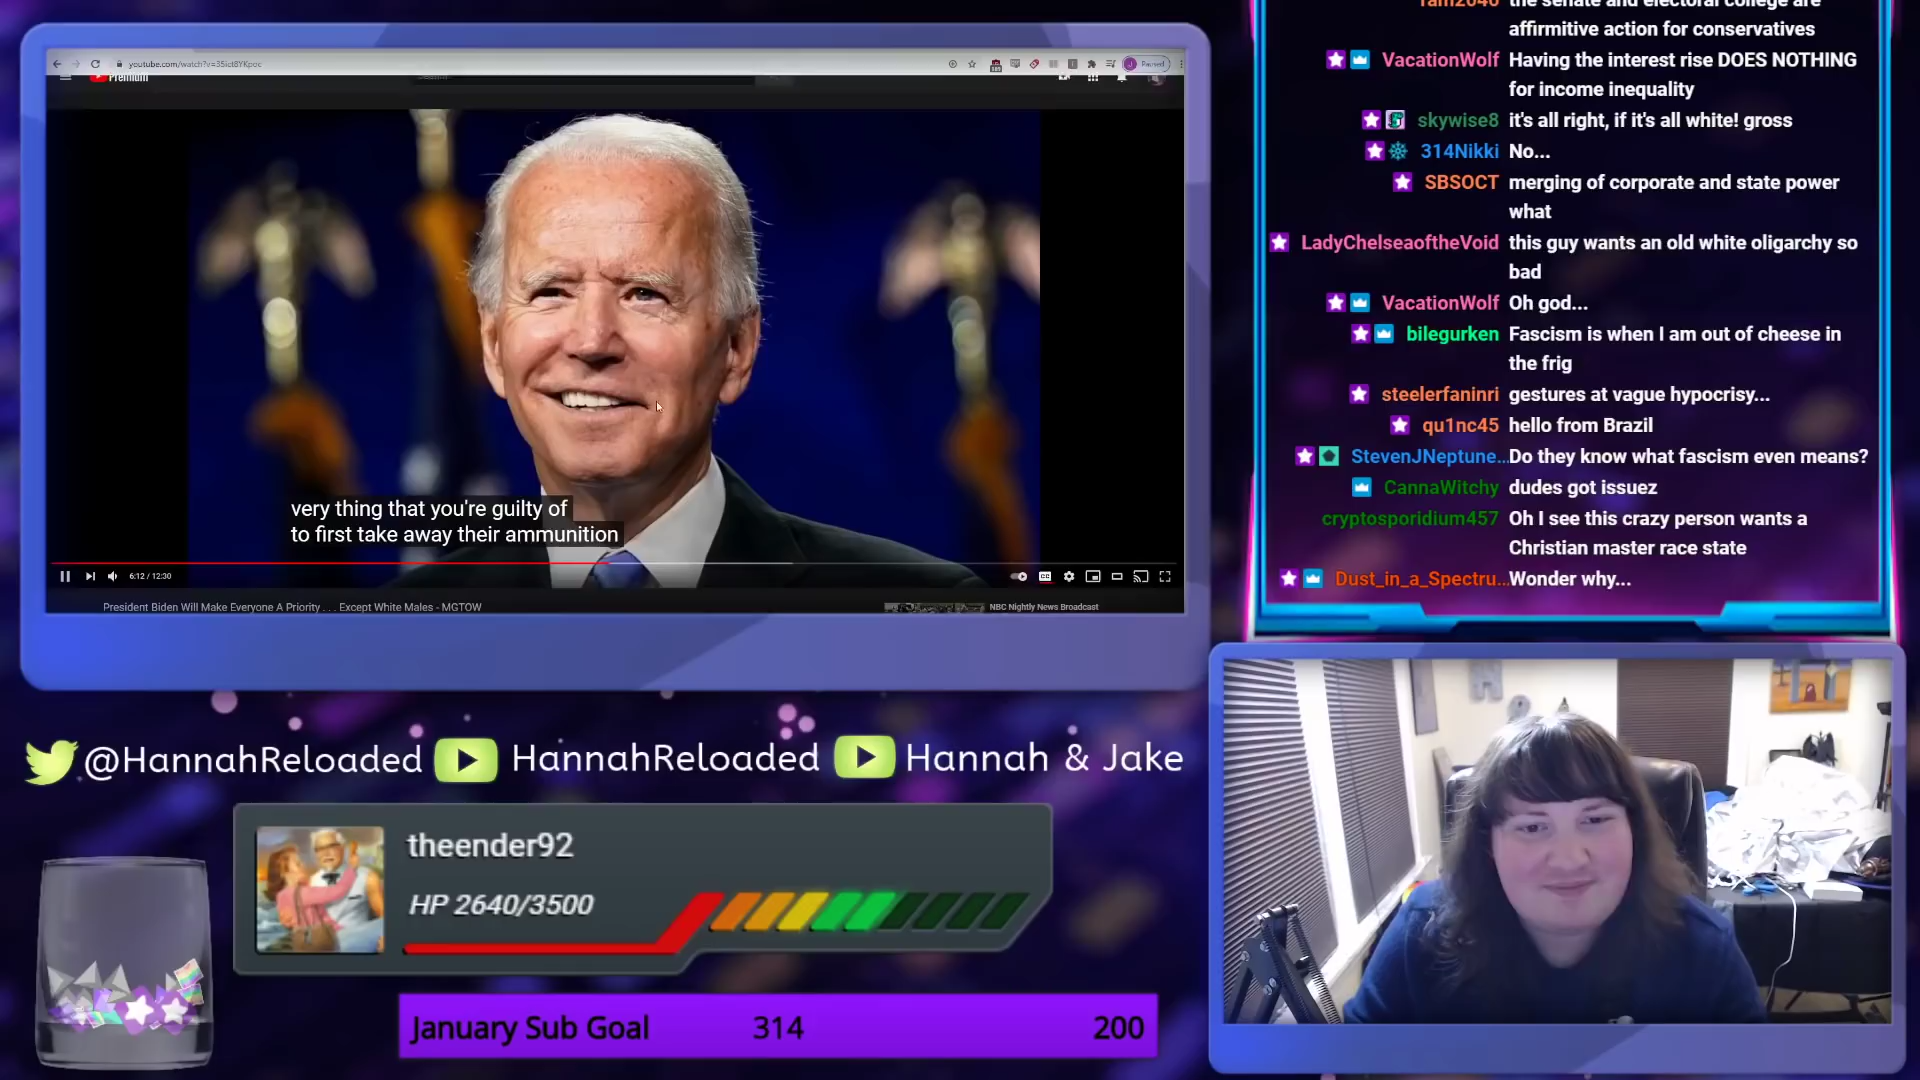 youtube.com/watch?v=35ict8YKpoc
Paused
Premium
very thing that you're guilty of
to first take away their ammunition
6:12 / 12:30
President Biden Will Make Everyone A Priority . . . Except White Males - MGTOW
NBC Nightly News Broadcast
the senate and electoral college are
affirmitive action for conservatives
VacationWolf Having the interest rise DOES NOTHING
for income inequality
skywise8 it's all right, if it's all white! gross
314Nikki No...
SBSOCT merging of corporate and state power
what
LadyChelseaoftheVoid this guy wants an old white oligarchy so
bad
VacationWolf Oh god...
bilegurken Fascism is when I am out of cheese in
the frig
steelerfaninri gestures at vague hypocrisy...
qu1nc45 hello from Brazil
StevenJNeptune... Do they know what fascism even means?
CannaWitchy dudes got issuez
cryptosporidium457 Oh I see this crazy person wants a
Christian master race state
Dust_in_a_Spectru... Wonder why...
@HannahReloaded HannahReloaded Hannah & Jake
theender92
HP 2640/3500
January Sub Goal 314 200